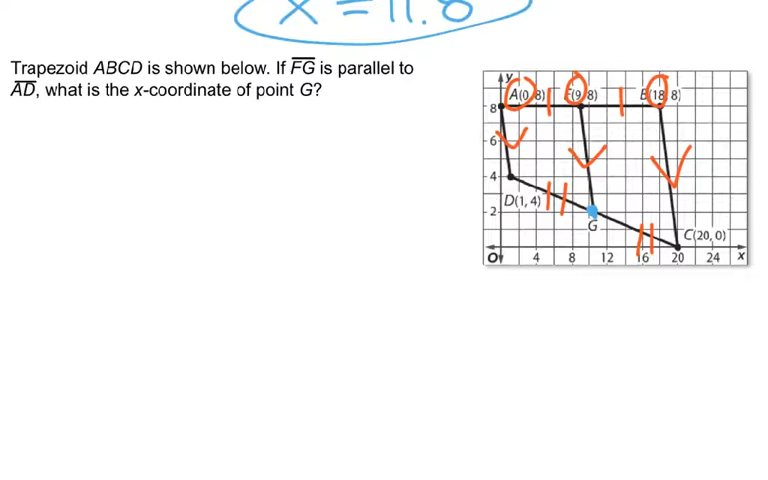 x = 11.8
Trapezoid ABCD is shown below. If FG is parallel to
AD, what is the x-coordinate of point G?
y
A(0, 8) F(9, 8) B(18, 8)
8
6
4
D(1, 4)
2
G
C(20, 0)
O 4 8 12 16 20 24 x